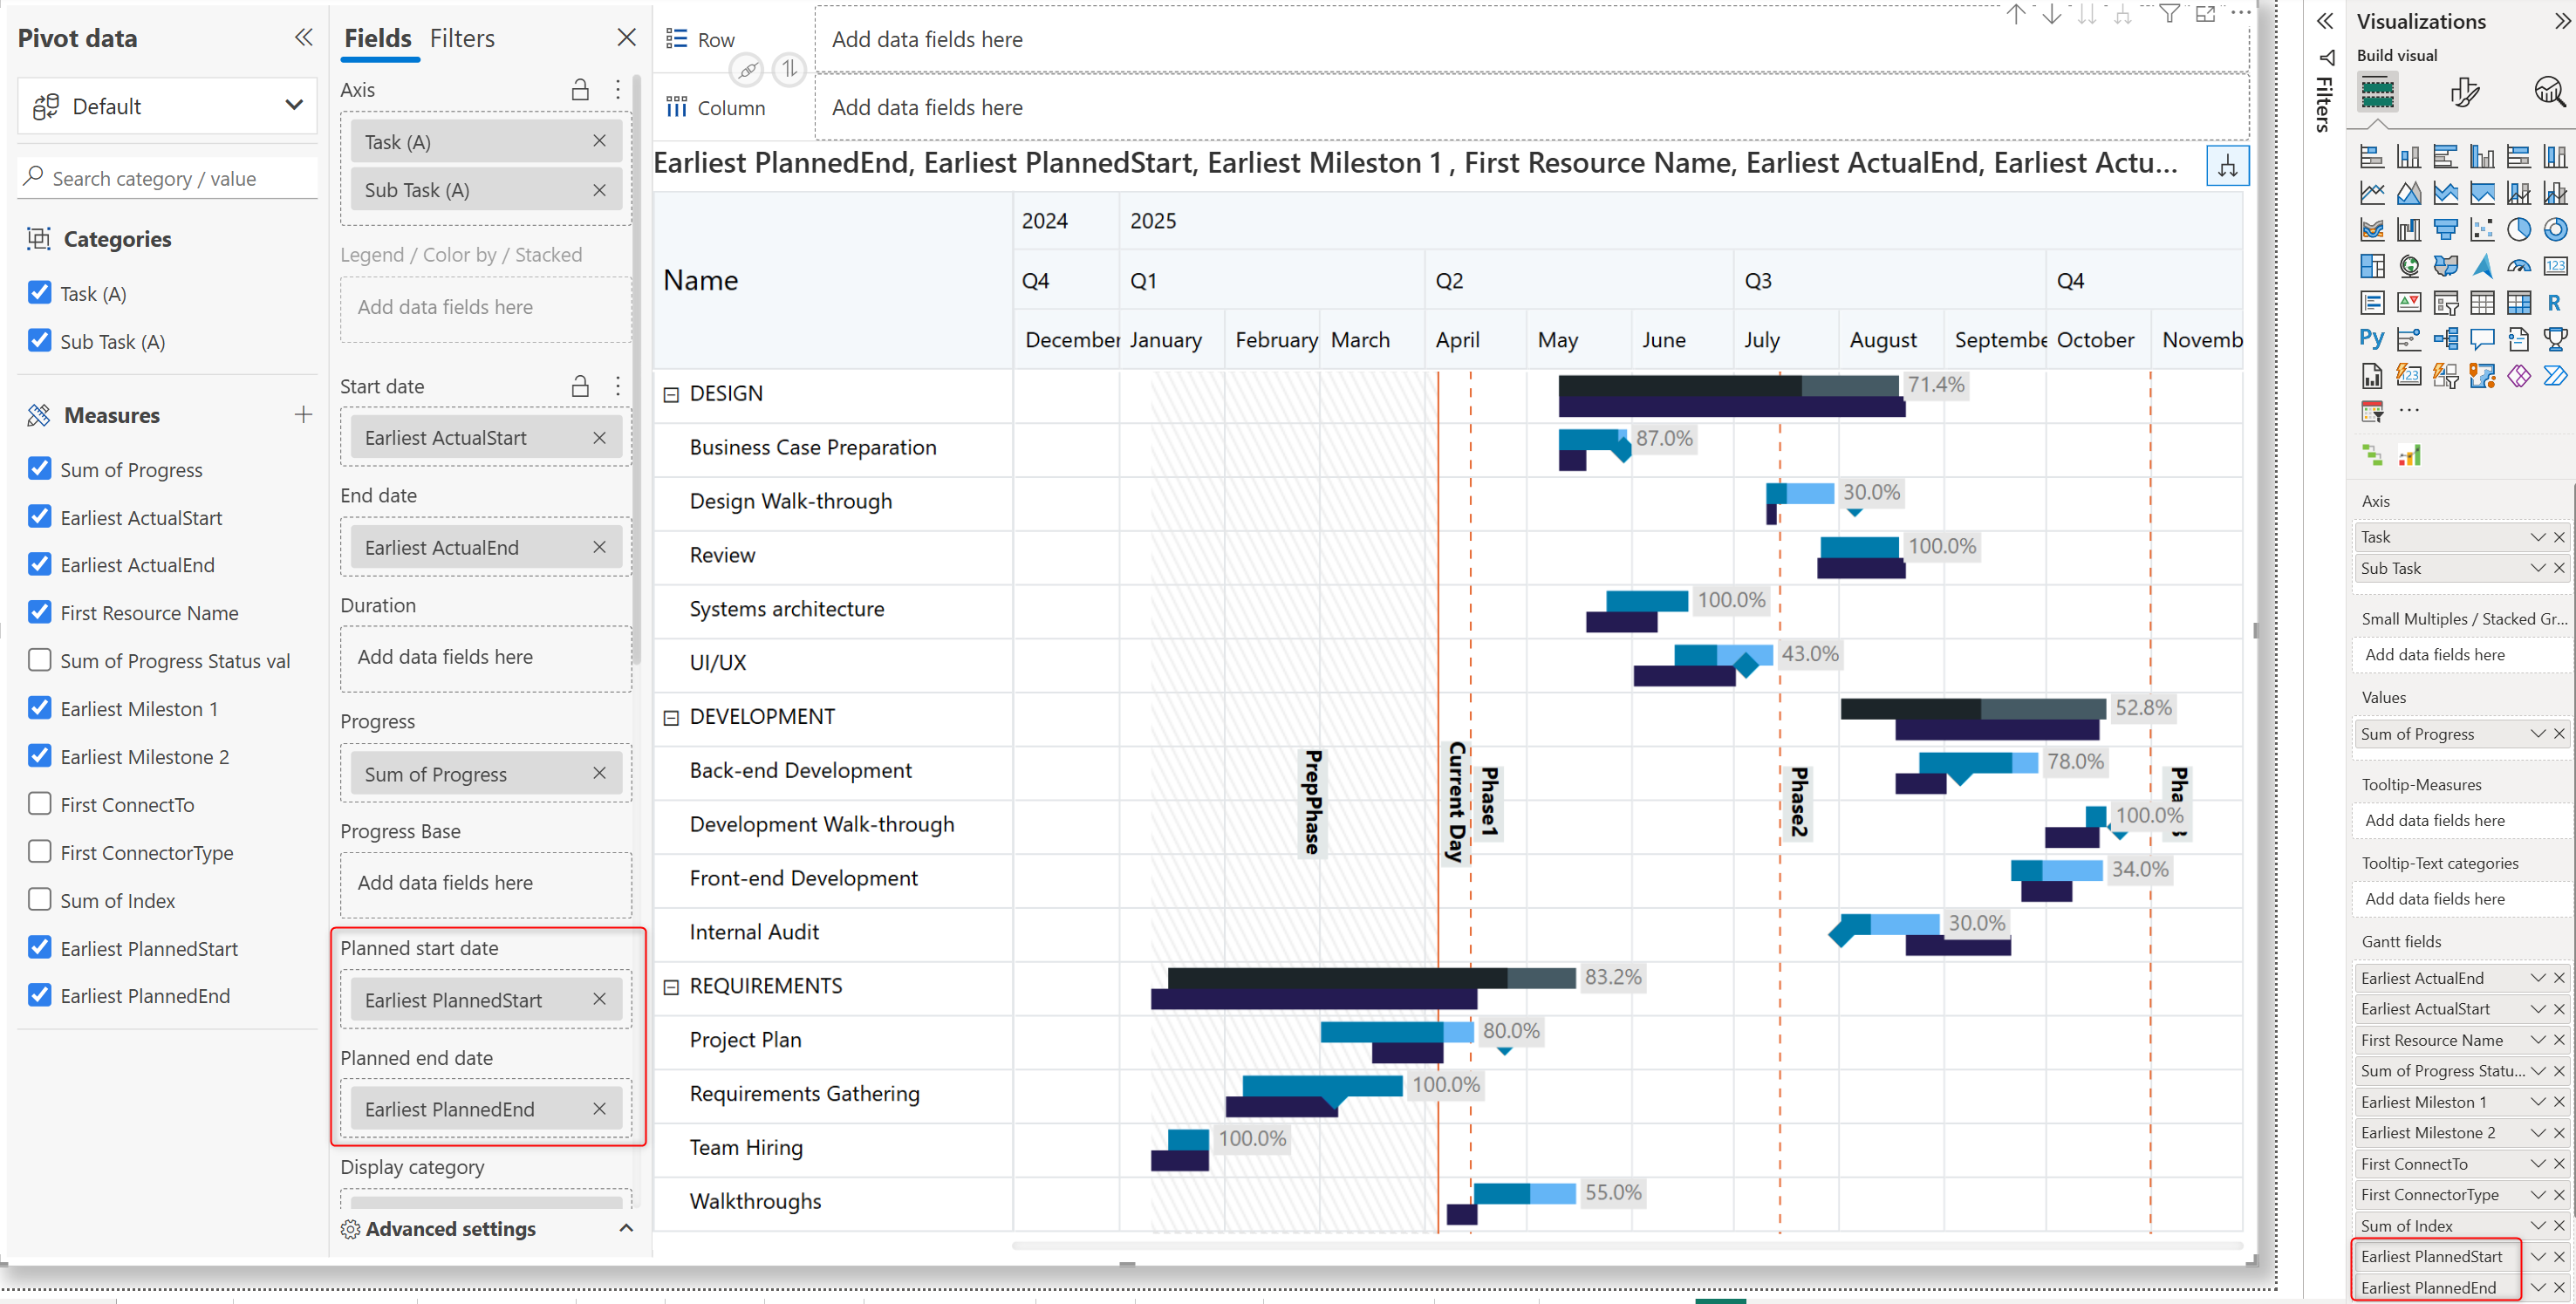 Pivot data
Default
Search category / value
Categories
Task (A)
Sub Task (A)
Measures
Sum of Progress
Earliest ActualStart
Earliest ActualEnd
First Resource Name
Sum of Progress Status val
Earliest Mileston 1
Earliest Milestone 2
First ConnectTo
First ConnectorType
Sum of Index
Earliest PlannedStart
Earliest PlannedEnd
Fields Filters
Axis
Task (A)
Sub Task (A)
Legend / Color by / Stacked
Add data fields here
Start date
Earliest ActualStart
End date
Earliest ActualEnd
Duration
Add data fields here
Progress
Sum of Progress
Progress Base
Add data fields here
Planned start date
Earliest PlannedStart
Planned end date
Earliest PlannedEnd
Display category
Advanced settings
Row Add data fields here
Column Add data fields here
Earliest PlannedEnd, Earliest PlannedStart, Earliest Mileston 1 , First Resource Name, Earliest ActualEnd, Earliest Actu...
2024 2025
Name
Q4 Q1 Q2 Q3 Q4
December January February March April May June July August Septembe October Novemb
DESIGN 71.4%
Business Case Preparation 87.0%
Design Walk-through 30.0%
Review 100.0%
Systems architecture 100.0%
UI/UX 43.0%
DEVELOPMENT 52.8%
Back-end Development 78.0%
Development Walk-through 100.0%
Front-end Development 34.0%
Internal Audit 30.0%
REQUIREMENTS 83.2%
Project Plan 80.0%
Requirements Gathering 100.0%
Team Hiring 100.0%
Walkthroughs 55.0%
PrepPhase
Current Day
Phase1
Phase2
Filters
Visualizations
Build visual
123
R
Py
123
Axis
Task
Sub Task
Small Multiples / Stacked Gr...
Add data fields here
Values
Sum of Progress
Tooltip-Measures
Add data fields here
Tooltip-Text categories
Add data fields here
Gantt fields
Earliest ActualEnd
Earliest ActualStart
First Resource Name
Sum of Progress Statu...
Earliest Mileston 1
Earliest Milestone 2
First ConnectTo
First ConnectorType
Sum of Index
Earliest PlannedStart
Earliest PlannedEnd